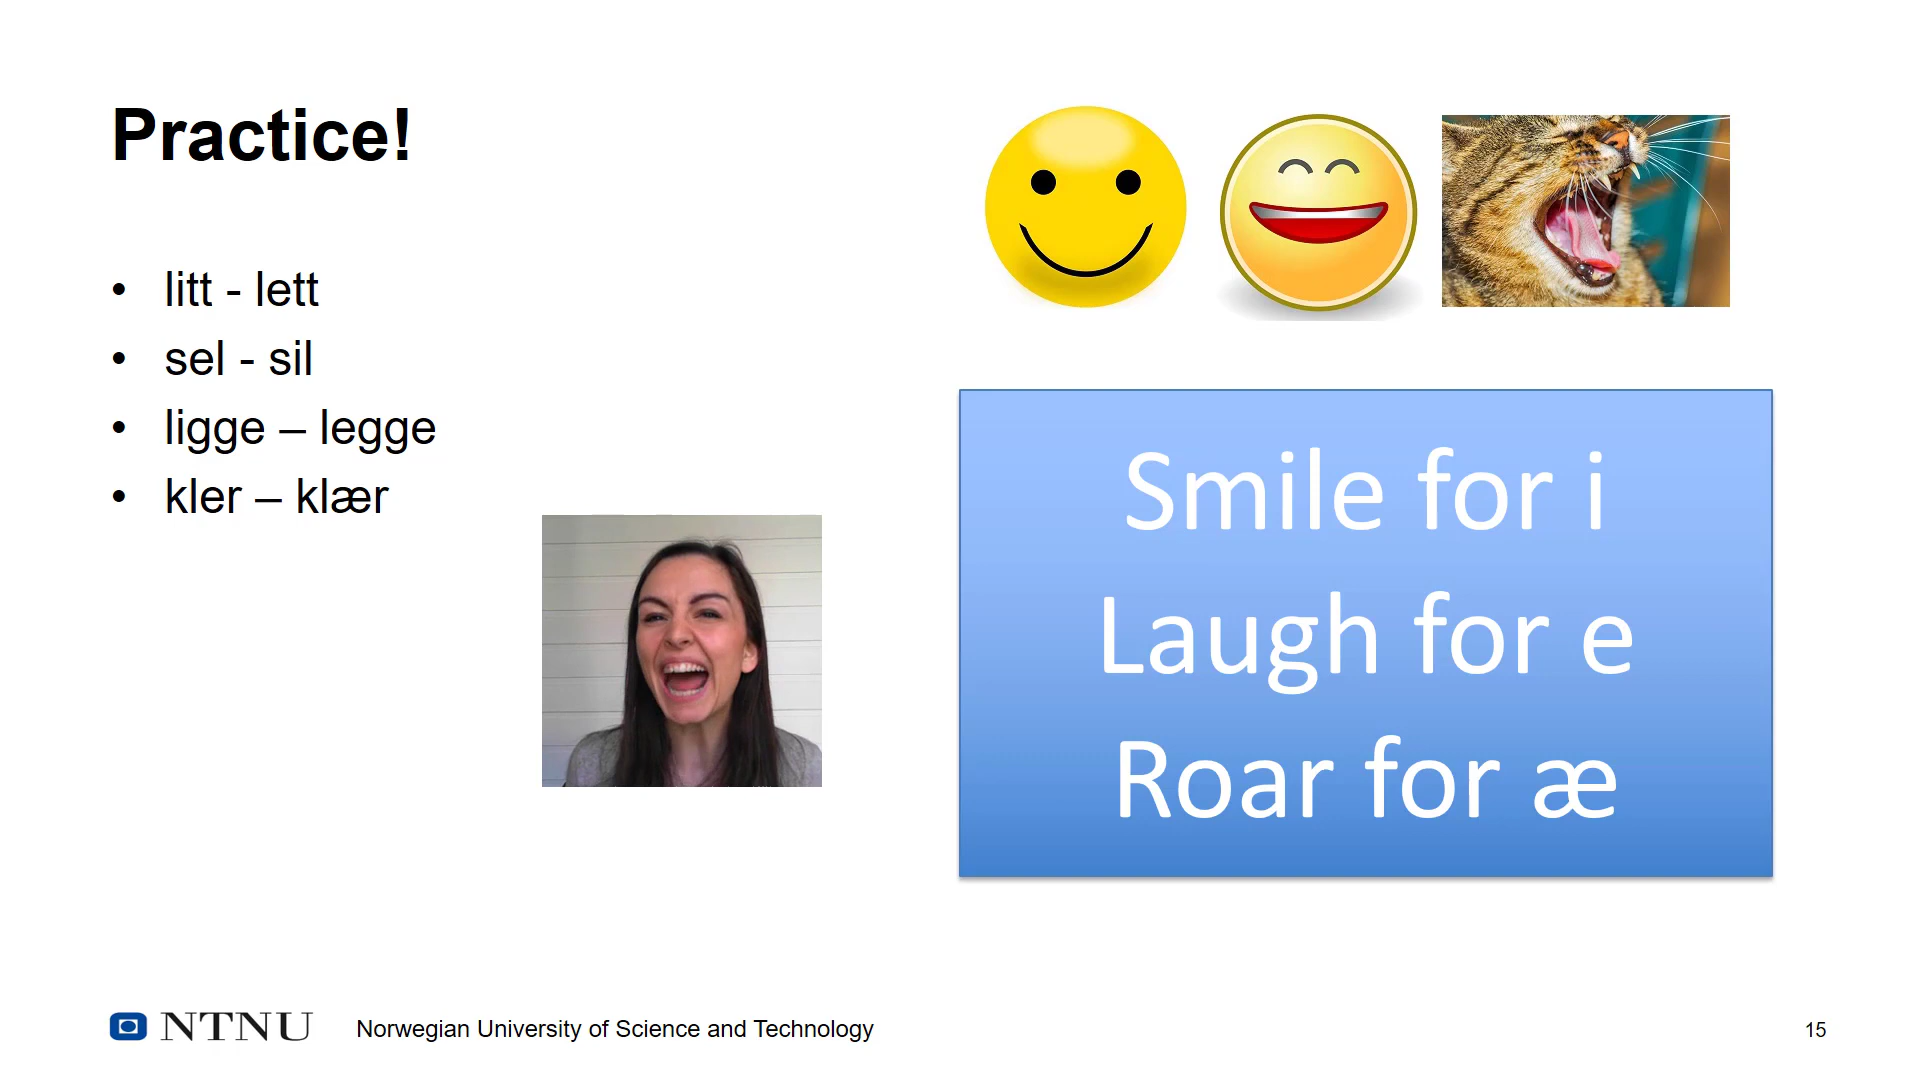 Practice!
• litt - lett
• sel - sil
• ligge – legge
• kler – klær
Smile for i
Laugh for e
Roar for æ
NTNU
Norwegian University of Science and Technology
15